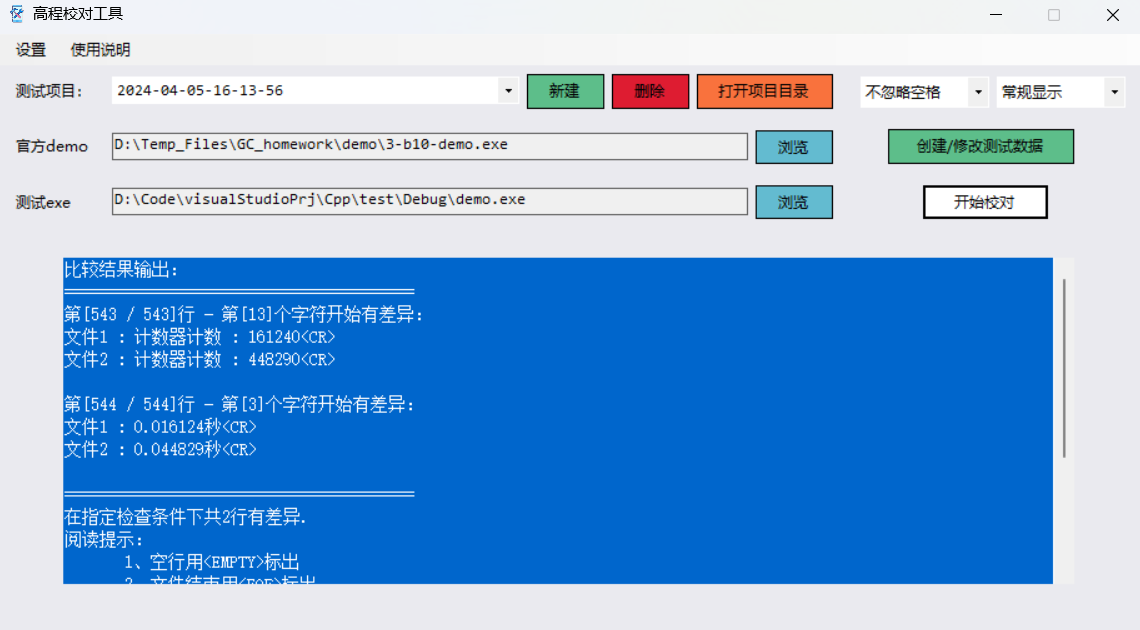 高程校对工具
设置 使用说明
测试项目: 2024-04-05-16-13-56 新建 删除 打开项目目录 不忽略空格 常规显示
官方demo D:\Temp_Files\GC_homework\demo\3-b10-demo.exe 浏览 创建/修改测试数据
测试exe D:\Code\visualStudioPrj\Cpp\test\Debug\demo.exe 浏览 开始校对
比较结果输出:
第[543 / 543]行 - 第[13]个字符开始有差异:
文件1 : 计数器计数 : 161240<CR>
文件2 : 计数器计数 : 448290<CR>
第[544 / 544]行 - 第[3]个字符开始有差异:
文件1 : 0.016124秒<CR>
文件2 : 0.044829秒<CR>
在指定检查条件下共2行有差异.
阅读提示:
1、空行用<EMPTY>标出
2、文件结束用<EOF>标出